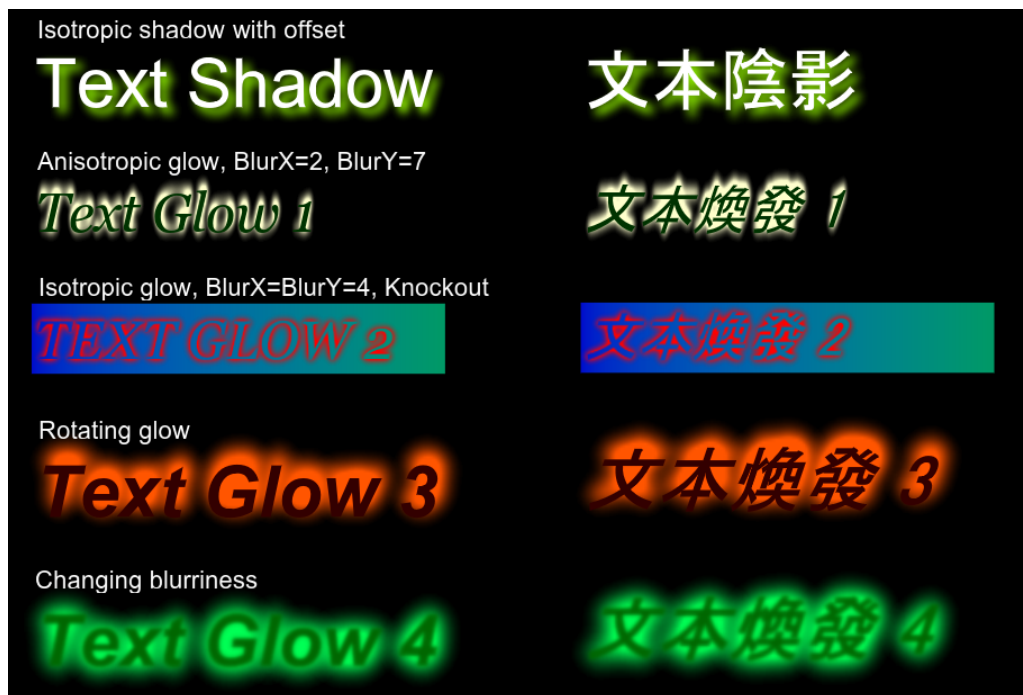 Isotropic shadow with offset
Text Shadow 文本陰影
Anisotropic glow, BlurX=2, BlurY=7
Text Glow 1 文本煥發 1
Isotropic glow, BlurX=BlurY=4, Knockout
TEXT GLOW 2 文本煥發 2
Rotating glow
Text Glow 3 文本煥發 3
Changing blurriness
Text Glow 4 文本煥發 4